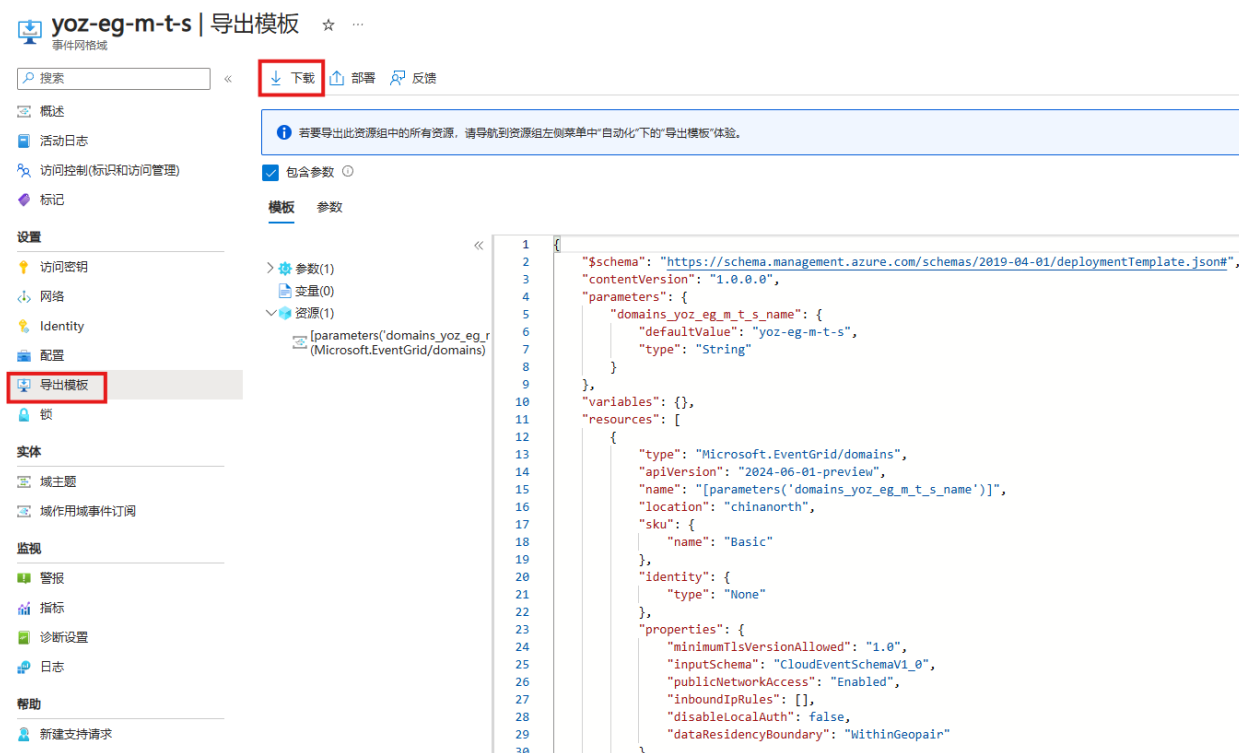 yoz-eg-m-t-s | 导出模板
事件网格域
搜索
概述
活动日志
访问控制(标识和访问管理)
标记
设置
访问密钥
网络
Identity
配置
导出模板
锁
实体
域主题
域作用域事件订阅
监视
警报
指标
诊断设置
日志
帮助
新建支持请求
下载 部署 反馈
若要导出此资源组中的所有资源，请导航到资源组左侧菜单中“自动化”下的“导出模板”体验。
包含参数
模板 参数
参数(1)
变量(0)
资源(1)
[parameters('domains_yoz_eg_r
(Microsoft.EventGrid/domains)
1 {
2 "$schema": "https://schema.management.azure.com/schemas/2019-04-01/deploymentTemplate.json#",
3 "contentVersion": "1.0.0.0",
4 "parameters": {
5 "domains_yoz_eg_m_t_s_name": {
6 "defaultValue": "yoz-eg-m-t-s",
7 "type": "String"
8 }
9 },
10 "variables": {},
11 "resources": [
12 {
13 "type": "Microsoft.EventGrid/domains",
14 "apiVersion": "2024-06-01-preview",
15 "name": "[parameters('domains_yoz_eg_m_t_s_name')]",
16 "location": "chinanorth",
17 "sku": {
18 "name": "Basic"
19 },
20 "identity": {
21 "type": "None"
22 },
23 "properties": {
24 "minimumTlsVersionAllowed": "1.0",
25 "inputSchema": "CloudEventSchemaV1_0",
26 "publicNetworkAccess": "Enabled",
27 "inboundIpRules": [],
28 "disableLocalAuth": false,
29 "dataResidencyBoundary": "WithinGeopair"
30 }